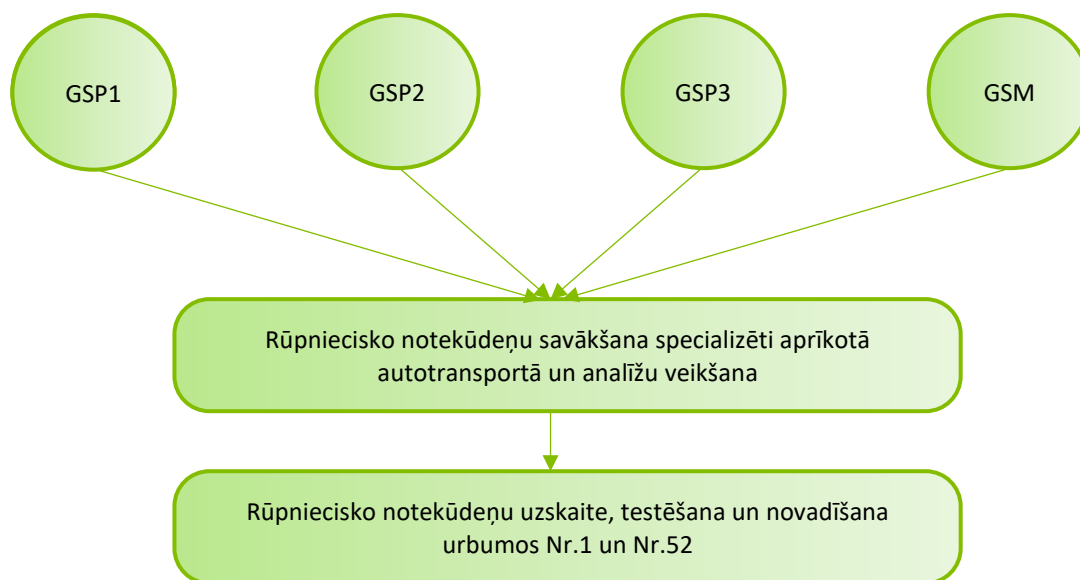 GSP1
GSP2
GSP3
GSM
Rūpniecisko notekūdeņu savākšana specializēti aprīkotā
autotransportā un analīžu veikšana
Rūpniecisko notekūdeņu uzskaite, testēšana un novadīšana
urbumos Nr.1 un Nr.52